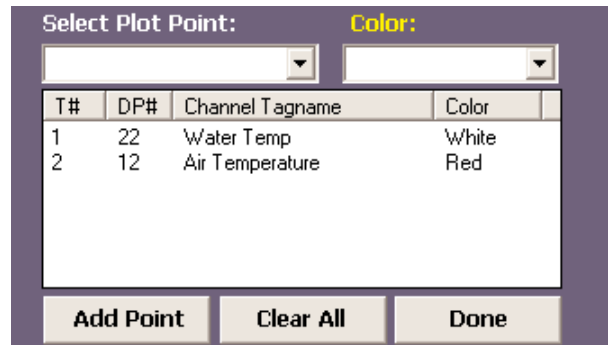 Select Plot Point: Color:
T# DP# Channel Tagname Color
1 22 Water Temp White
2 12 Air Temperature Red
Add Point Clear All Done